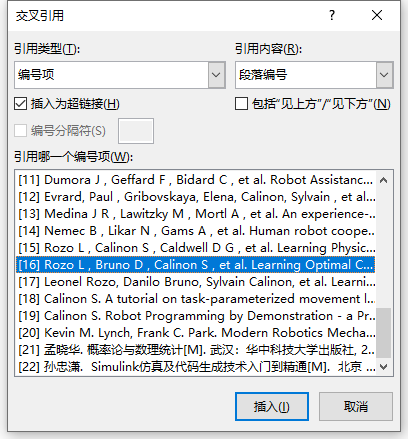 交叉引用
引用类型(T):
引用内容(R):
编号项
段落编号
插入为超链接(H)
包括“见上方”/“见下方”(N)
编号分隔符(S)
引用哪一个编号项(W):
[11] Dumora J , Geffard F , Bidard C , et al. Robot Assistanc...
[12] Evrard, Paul , Gribovskaya, Elena, Calinon, Sylvain , et al...
[13] Medina J R , Lawitzky M , Mortl A , et al. An experience-...
[14] Nemec B , Likar N , Gams A , et al. Human robot coope...
[15] Rozo L , Calinon S , Caldwell D G , et al. Learning Physic...
[16] Rozo L , Bruno D , Calinon S , et al. Learning Optimal C...
[17] Leonel Rozo, Danilo Bruno, Sylvain Calinon, et al. Learni...
[18] Calinon S. A tutorial on task-parameterized movement l...
[19] Calinon S. Robot Programming by Demonstration - a Pr...
[20] Kevin M. Lynch, Frank C. Park. Modern Robotics Mecha...
[21] 孟晓华. 概率论与数理统计[M]. 武汉：华中科技大学出版社, 2...
[22] 孙忠潇.  Simulink仿真及代码生成技术入门到精通[M].  北京 ...
插入(I)
取消